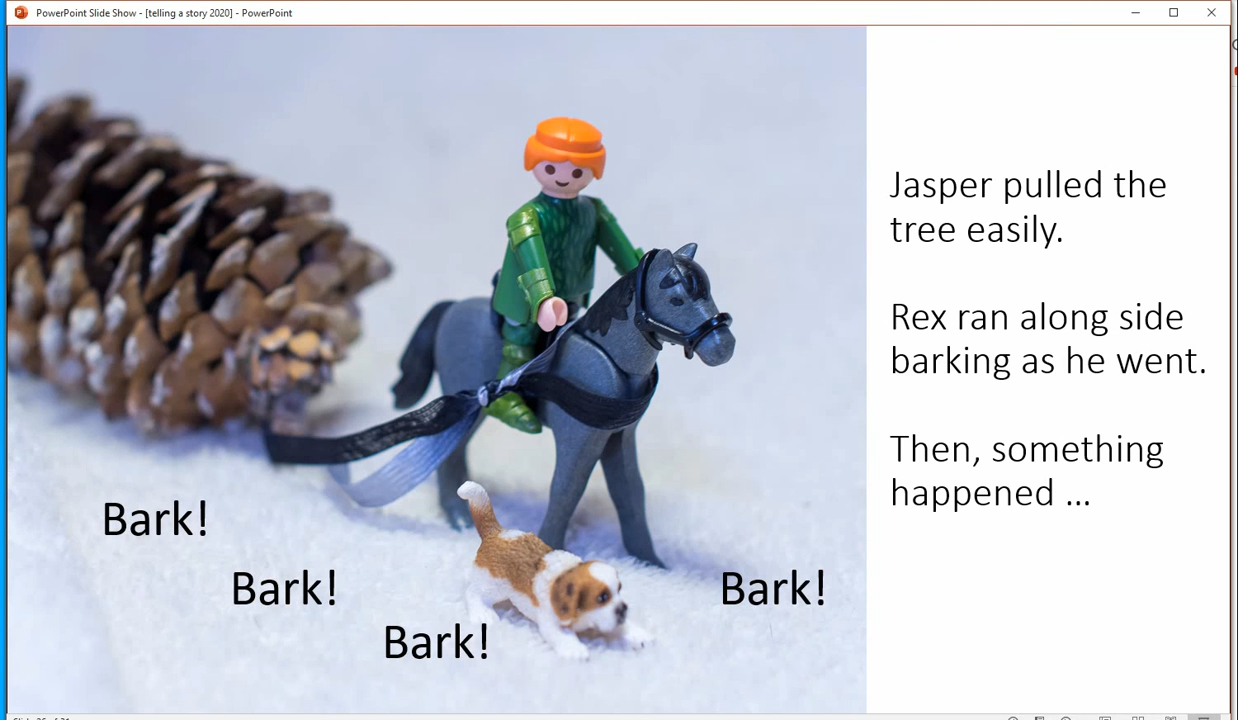 PowerPoint Slide Show - [telling a story 2020] - PowerPoint
Jasper pulled the
tree easily.
Rex ran along side
barking as he went.
Then, something
happened ...
Bark!
Bark!
Bark!
Bark!